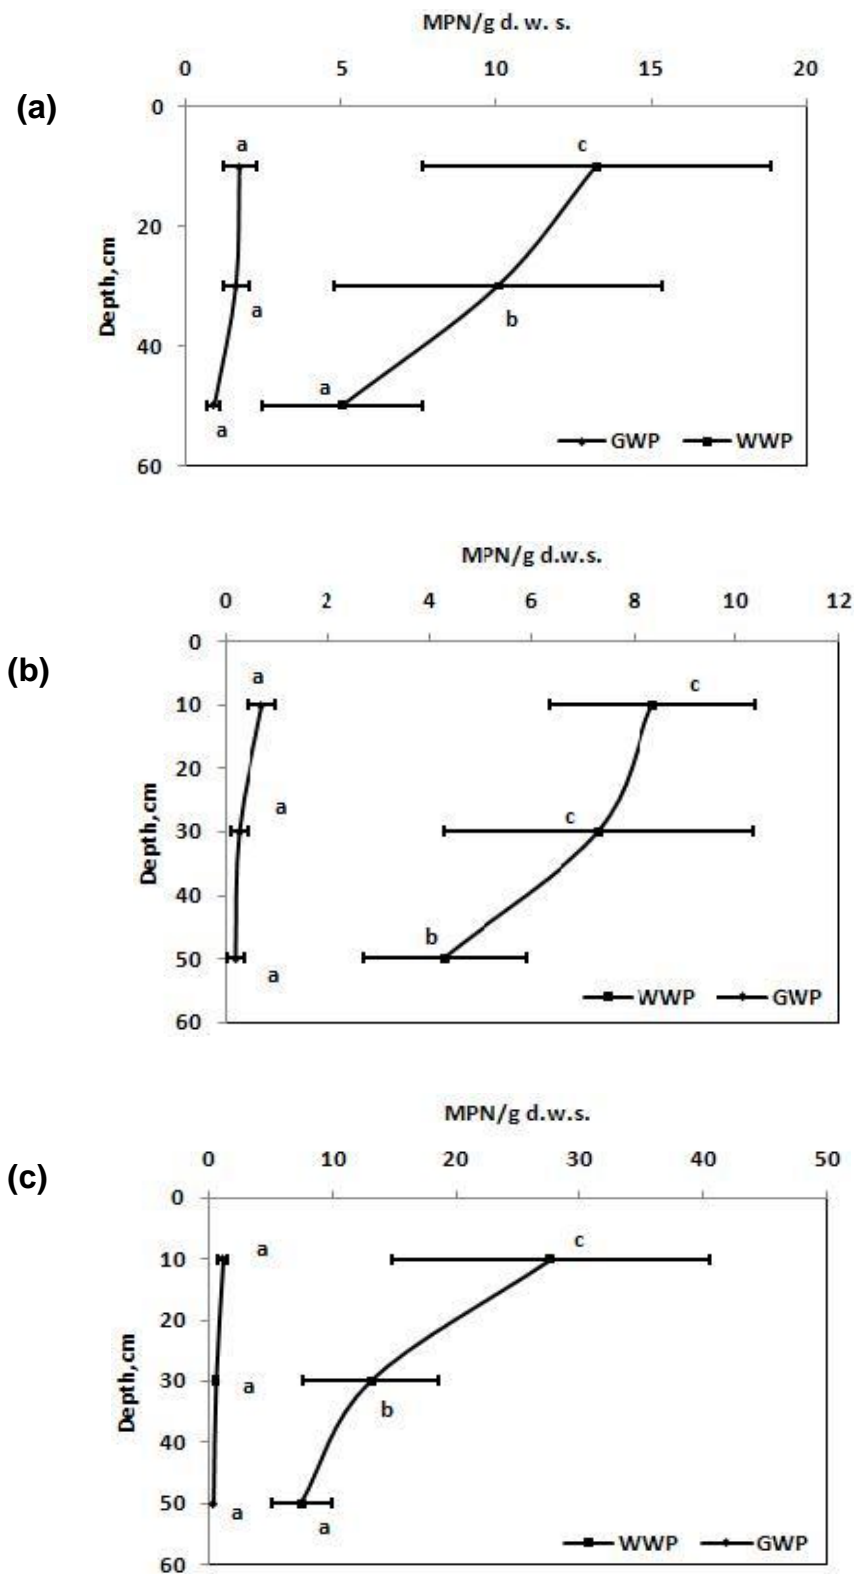 MPN/g d. w. s.
0 5 10 15 20
(a)
0
a c
20
Depth,cm
a b
40
a
a
GWP WWP
60
MPN/g d.w.s.
0 2 4 6 8 10 12
0
(b)
a c
10
20
a c
30
Depth,cm
40
b
50
a
WWP GWP
60
MPN/g d.w.s.
0 10 20 30 40 50
(c)
0
a c
10
20
30
a
b
Depth,cm
40
50
a a
WWP GWP
60